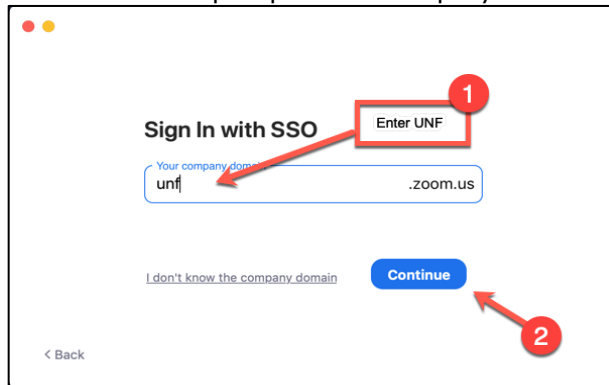 1
Sign In with SSO
Enter UNF
Your company domain
unf
.zoom.us
I don't know the company domain
Continue
2
< Back